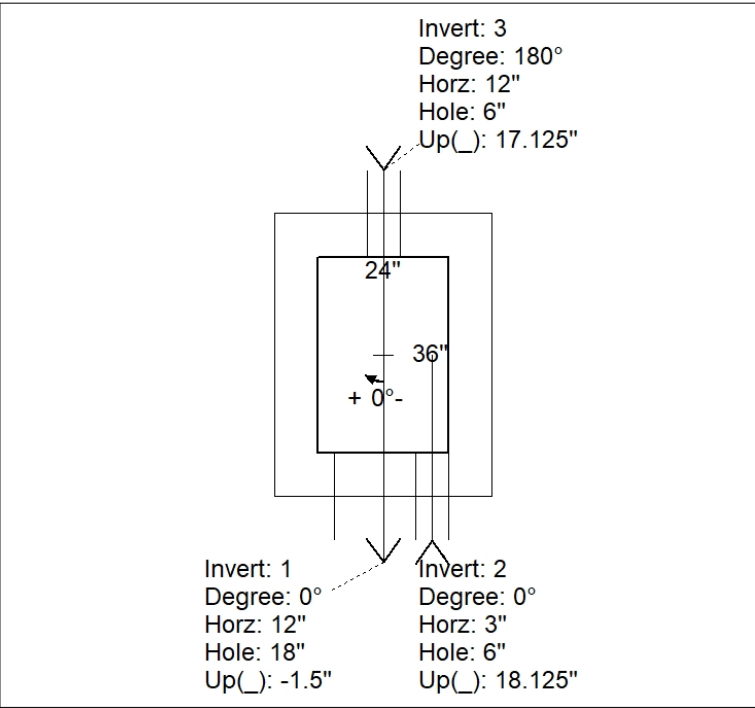 Invert: 3
Degree: 180°
Horz: 12"
Hole: 6"
Up(_): 17.125"
24"
36"
+ 0°-
Invert: 1
Degree: 0°
Horz: 12"
Hole: 18"
Up(_): -1.5"
Invert: 2
Degree: 0°
Horz: 3"
Hole: 6"
Up(_): 18.125"